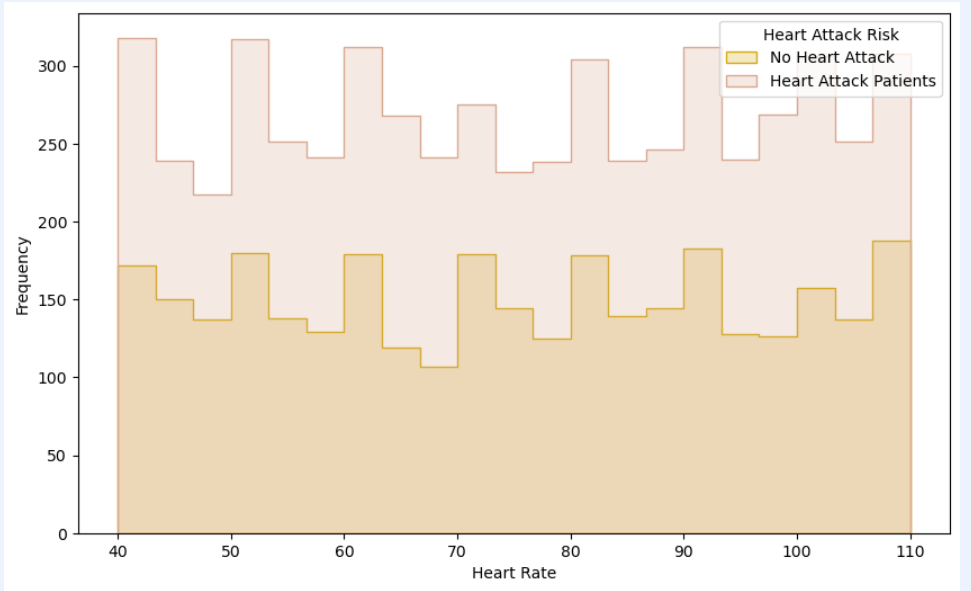 Heart Attack Risk
No Heart Attack
Heart Attack Patients
Frequency
300
250
200
150
100
50
0
40 50 60 70 80 90 100 110
Heart Rate